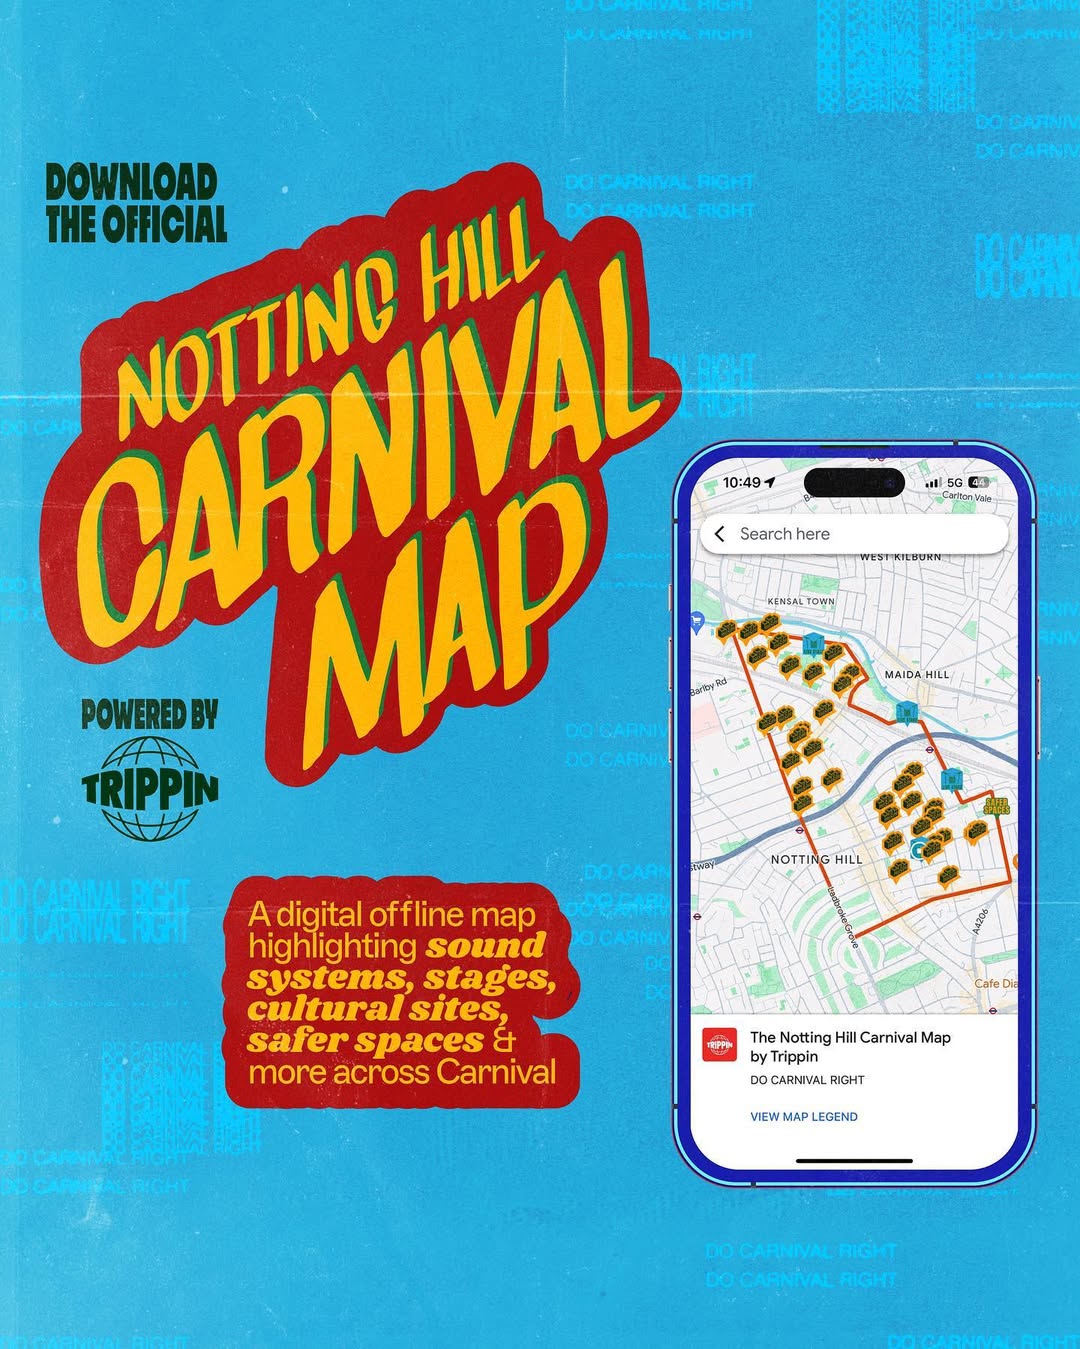 DOWNLOAD
THE OFFICIAL
NOTTING HILL
CARNIVAL
MAP
POWERED BY
TRIPPIN
A digital offline map
highlighting sound
systems, stages,
cultural sites,
safer spaces &
more across Carnival
10:49
5G 44
Carlton Vale
Search here
WEST KILBURN
KENSAL TOWN
MAIDA HILL
Barlby Rd
SAFER
SPACES
NOTTING HILL
stway
Ladbroke Grove
A4206
Cafe Dia
TRIPPIN
The Notting Hill Carnival Map
by Trippin
DO CARNIVAL RIGHT
VIEW MAP LEGEND
DO CARNIVAL RIGHT
DO CARNIVAL RIGHT
DO CARNIVAL RIGHT
DO CARNIVAL RIGHT
DO CARNIVAL RIGHT
DO CARNIVAL RIGHT
DO CARNIVAL RIGHT
DO CARNIVAL RIGHT